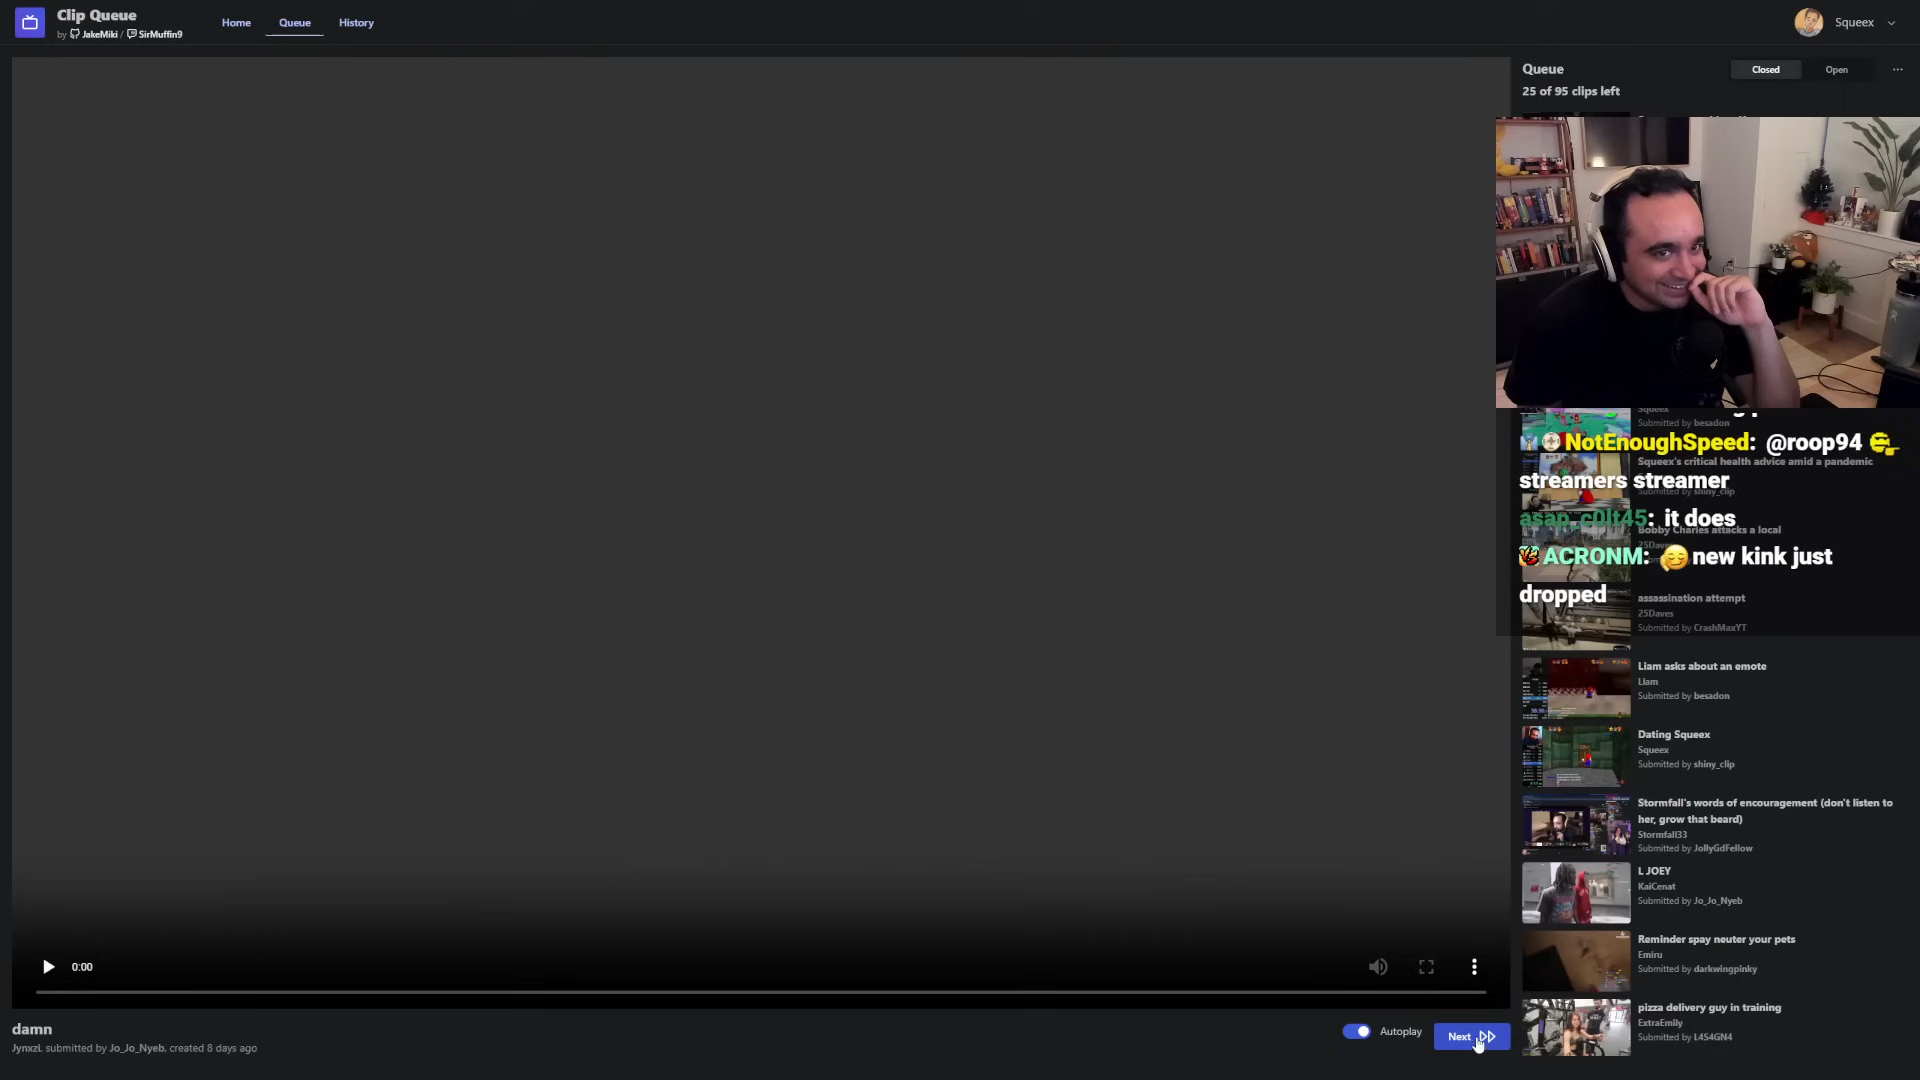 Clip Queue
by JakeMiki / SirMuffin9
Home
Queue
History
Squeex
Queue
Closed
Open
25 of 95 clips left
Squeex
Submitted by besadon
NotEnoughSpeed: @roop94
streamers streamer
Squeex's critical health advice amid a pandemic
Submitted by shiny_clip
asap_c0lt45: it does
Bobby Charles attacks a local
ACRONM: new kink just
dropped
assassination attempt
25Daves
Submitted by CrashMaxYT
Liam asks about an emote
Liam
Submitted by besadon
Dating Squeex
Squeex
Submitted by shiny_clip
Stormfall's words of encouragement (don't listen to
her, grow that beard)
Stormfall33
Submitted by JollyGdFellow
L JOEY
KaiCenat
Submitted by Jo_Jo_Nyeb
Reminder spay neuter your pets
Emiru
Submitted by darkwingpinky
pizza delivery guy in training
ExtraEmily
Submitted by L4S4GN4
0:00
damn
Jynxzi, submitted by Jo_Jo_Nyeb, created 8 days ago
Autoplay
Next